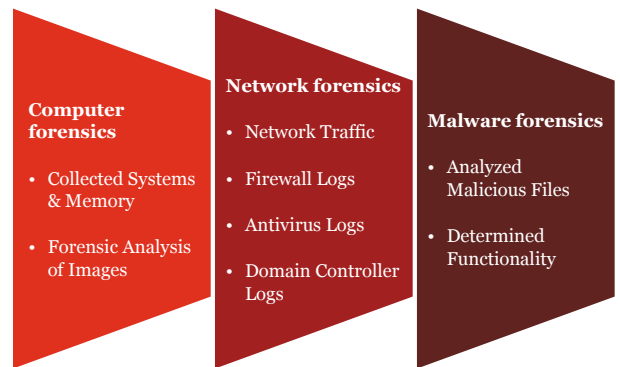 Computer
forensics
• Collected Systems
& Memory
• Forensic Analysis
of Images
Network forensics
• Network Traffic
• Firewall Logs
• Antivirus Logs
• Domain Controller
Logs
Malware forensics
• Analyzed
Malicious Files
• Determined
Functionality